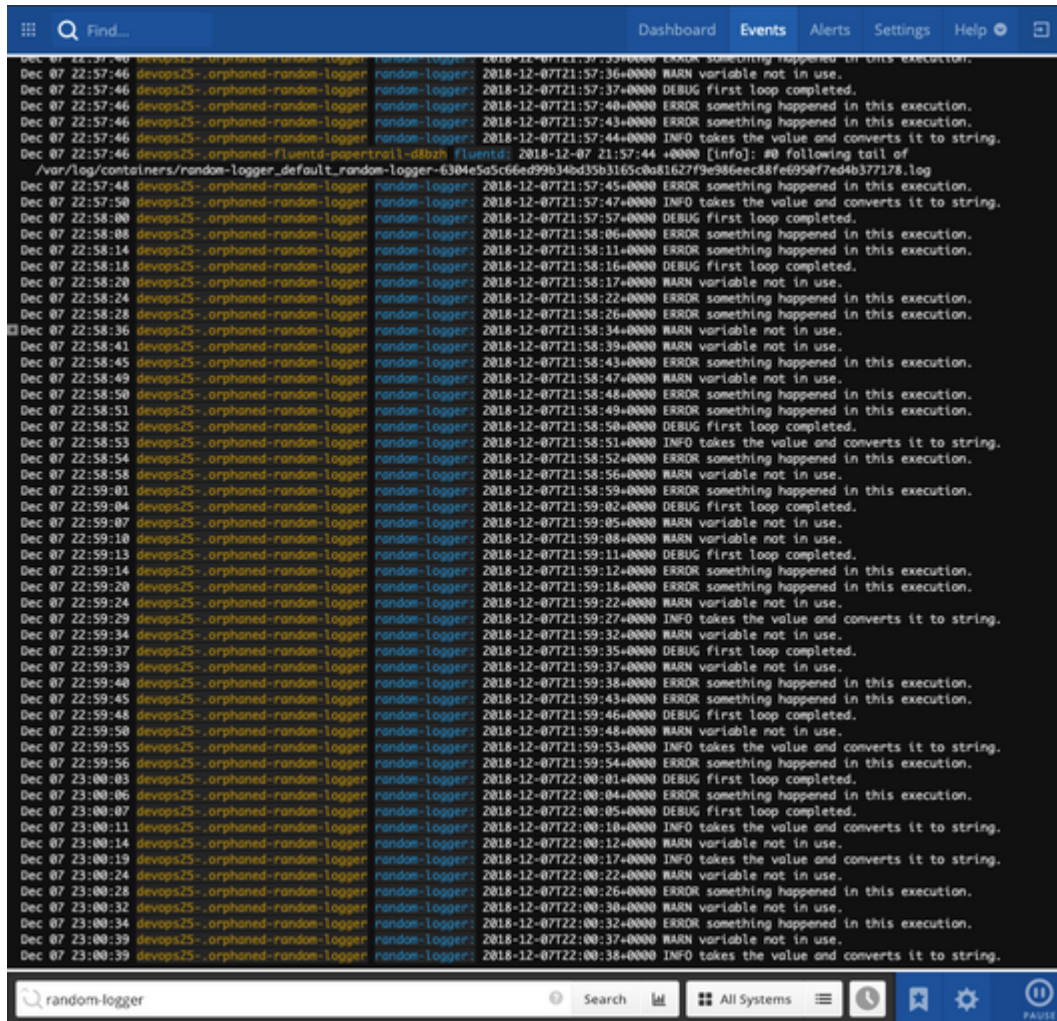 Find...
Dashboard Events Alerts Settings Help
Dec 07 22:57:46 devops25-.orphaned-random-logger random-logger: 2018-12-07T21:57:36+0000 WARN variable not in use.
Dec 07 22:57:46 devops25-.orphaned-random-logger random-logger: 2018-12-07T21:57:37+0000 DEBUG first loop completed.
Dec 07 22:57:46 devops25-.orphaned-random-logger random-logger: 2018-12-07T21:57:40+0000 ERROR something happened in this execution.
Dec 07 22:57:46 devops25-.orphaned-random-logger random-logger: 2018-12-07T21:57:43+0000 ERROR something happened in this execution.
Dec 07 22:57:46 devops25-.orphaned-random-logger random-logger: 2018-12-07T21:57:44+0000 INFO takes the value and converts it to string.
Dec 07 22:57:46 devops25-.orphaned-fluentd-papertrail-d8bzh fluentd: 2018-12-07 21:57:44 +0000 [info]: #0 following tail of
Dec 07 22:57:48 devops25-.orphaned-random-logger random-logger: 2018-12-07T21:57:45+0000 ERROR something happened in this execution.
Dec 07 22:57:50 devops25-.orphaned-random-logger random-logger: 2018-12-07T21:57:47+0000 INFO takes the value and converts it to string.
Dec 07 22:58:00 devops25-.orphaned-random-logger random-logger: 2018-12-07T21:57:57+0000 DEBUG first loop completed.
Dec 07 22:58:08 devops25-.orphaned-random-logger random-logger: 2018-12-07T21:58:06+0000 ERROR something happened in this execution.
Dec 07 22:58:14 devops25-.orphaned-random-logger random-logger: 2018-12-07T21:58:11+0000 ERROR something happened in this execution.
Dec 07 22:58:18 devops25-.orphaned-random-logger random-logger: 2018-12-07T21:58:16+0000 DEBUG first loop completed.
Dec 07 22:58:20 devops25-.orphaned-random-logger random-logger: 2018-12-07T21:58:17+0000 WARN variable not in use.
Dec 07 22:58:24 devops25-.orphaned-random-logger random-logger: 2018-12-07T21:58:22+0000 ERROR something happened in this execution.
Dec 07 22:58:28 devops25-.orphaned-random-logger random-logger: 2018-12-07T21:58:26+0000 ERROR something happened in this execution.
Dec 07 22:58:36 devops25-.orphaned-random-logger random-logger: 2018-12-07T21:58:34+0000 WARN variable not in use.
Dec 07 22:58:41 devops25-.orphaned-random-logger random-logger: 2018-12-07T21:58:39+0000 WARN variable not in use.
Dec 07 22:58:45 devops25-.orphaned-random-logger random-logger: 2018-12-07T21:58:43+0000 ERROR something happened in this execution.
Dec 07 22:58:49 devops25-.orphaned-random-logger random-logger: 2018-12-07T21:58:47+0000 WARN variable not in use.
Dec 07 22:58:50 devops25-.orphaned-random-logger random-logger: 2018-12-07T21:58:48+0000 ERROR something happened in this execution.
Dec 07 22:58:51 devops25-.orphaned-random-logger random-logger: 2018-12-07T21:58:49+0000 ERROR something happened in this execution.
Dec 07 22:58:52 devops25-.orphaned-random-logger random-logger: 2018-12-07T21:58:50+0000 DEBUG first loop completed.
Dec 07 22:58:53 devops25-.orphaned-random-logger random-logger: 2018-12-07T21:58:51+0000 INFO takes the value and converts it to string.
Dec 07 22:58:54 devops25-.orphaned-random-logger random-logger: 2018-12-07T21:58:52+0000 ERROR something happened in this execution.
Dec 07 22:58:58 devops25-.orphaned-random-logger random-logger: 2018-12-07T21:58:56+0000 WARN variable not in use.
Dec 07 22:59:01 devops25-.orphaned-random-logger random-logger: 2018-12-07T21:58:59+0000 ERROR something happened in this execution.
Dec 07 22:59:04 devops25-.orphaned-random-logger random-logger: 2018-12-07T21:59:02+0000 DEBUG first loop completed.
Dec 07 22:59:07 devops25-.orphaned-random-logger random-logger: 2018-12-07T21:59:05+0000 WARN variable not in use.
Dec 07 22:59:10 devops25-.orphaned-random-logger random-logger: 2018-12-07T21:59:08+0000 WARN variable not in use.
Dec 07 22:59:13 devops25-.orphaned-random-logger random-logger: 2018-12-07T21:59:11+0000 DEBUG first loop completed.
Dec 07 22:59:14 devops25-.orphaned-random-logger random-logger: 2018-12-07T21:59:12+0000 ERROR something happened in this execution.
Dec 07 22:59:20 devops25-.orphaned-random-logger random-logger: 2018-12-07T21:59:18+0000 ERROR something happened in this execution.
Dec 07 22:59:24 devops25-.orphaned-random-logger random-logger: 2018-12-07T21:59:22+0000 WARN variable not in use.
Dec 07 22:59:29 devops25-.orphaned-random-logger random-logger: 2018-12-07T21:59:27+0000 INFO takes the value and converts it to string.
Dec 07 22:59:34 devops25-.orphaned-random-logger random-logger: 2018-12-07T21:59:32+0000 WARN variable not in use.
Dec 07 22:59:37 devops25-.orphaned-random-logger random-logger: 2018-12-07T21:59:35+0000 DEBUG first loop completed.
Dec 07 22:59:39 devops25-.orphaned-random-logger random-logger: 2018-12-07T21:59:37+0000 WARN variable not in use.
Dec 07 22:59:40 devops25-.orphaned-random-logger random-logger: 2018-12-07T21:59:38+0000 ERROR something happened in this execution.
Dec 07 22:59:45 devops25-.orphaned-random-logger random-logger: 2018-12-07T21:59:43+0000 ERROR something happened in this execution.
Dec 07 22:59:48 devops25-.orphaned-random-logger random-logger: 2018-12-07T21:59:46+0000 DEBUG first loop completed.
Dec 07 22:59:50 devops25-.orphaned-random-logger random-logger: 2018-12-07T21:59:48+0000 WARN variable not in use.
Dec 07 22:59:55 devops25-.orphaned-random-logger random-logger: 2018-12-07T21:59:53+0000 INFO takes the value and converts it to string.
Dec 07 22:59:56 devops25-.orphaned-random-logger random-logger: 2018-12-07T21:59:54+0000 ERROR something happened in this execution.
Dec 07 23:00:03 devops25-.orphaned-random-logger random-logger: 2018-12-07T22:00:01+0000 DEBUG first loop completed.
Dec 07 23:00:06 devops25-.orphaned-random-logger random-logger: 2018-12-07T22:00:04+0000 ERROR something happened in this execution.
Dec 07 23:00:07 devops25-.orphaned-random-logger random-logger: 2018-12-07T22:00:05+0000 DEBUG first loop completed.
Dec 07 23:00:11 devops25-.orphaned-random-logger random-logger: 2018-12-07T22:00:10+0000 INFO takes the value and converts it to string.
Dec 07 23:00:14 devops25-.orphaned-random-logger random-logger: 2018-12-07T22:00:12+0000 WARN variable not in use.
Dec 07 23:00:19 devops25-.orphaned-random-logger random-logger: 2018-12-07T22:00:17+0000 INFO takes the value and converts it to string.
Dec 07 23:00:24 devops25-.orphaned-random-logger random-logger: 2018-12-07T22:00:22+0000 WARN variable not in use.
Dec 07 23:00:28 devops25-.orphaned-random-logger random-logger: 2018-12-07T22:00:26+0000 ERROR something happened in this execution.
Dec 07 23:00:32 devops25-.orphaned-random-logger random-logger: 2018-12-07T22:00:30+0000 WARN variable not in use.
Dec 07 23:00:34 devops25-.orphaned-random-logger random-logger: 2018-12-07T22:00:32+0000 ERROR something happened in this execution.
Dec 07 23:00:39 devops25-.orphaned-random-logger random-logger: 2018-12-07T22:00:37+0000 WARN variable not in use.
Dec 07 23:00:39 devops25-.orphaned-random-logger random-logger: 2018-12-07T22:00:38+0000 INFO takes the value and converts it to string.
random-logger Search All Systems PAUSE